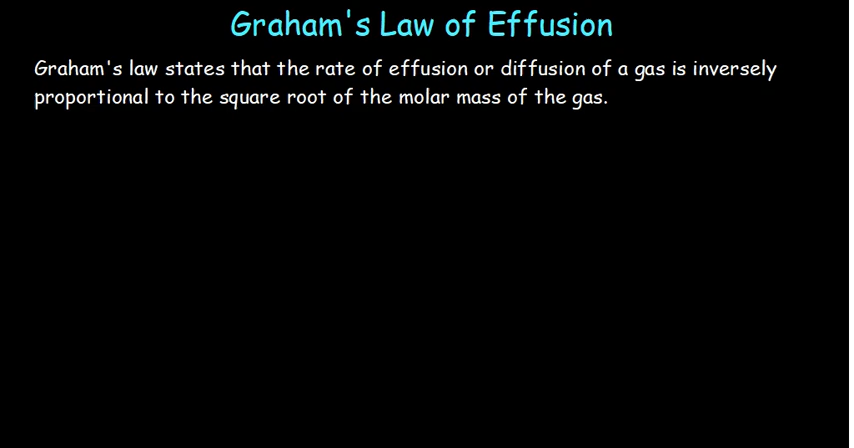 Graham's Law of Effusion
Graham's law states that the rate of effusion or diffusion of a gas is inversely
proportional to the square root of the molar mass of the gas.